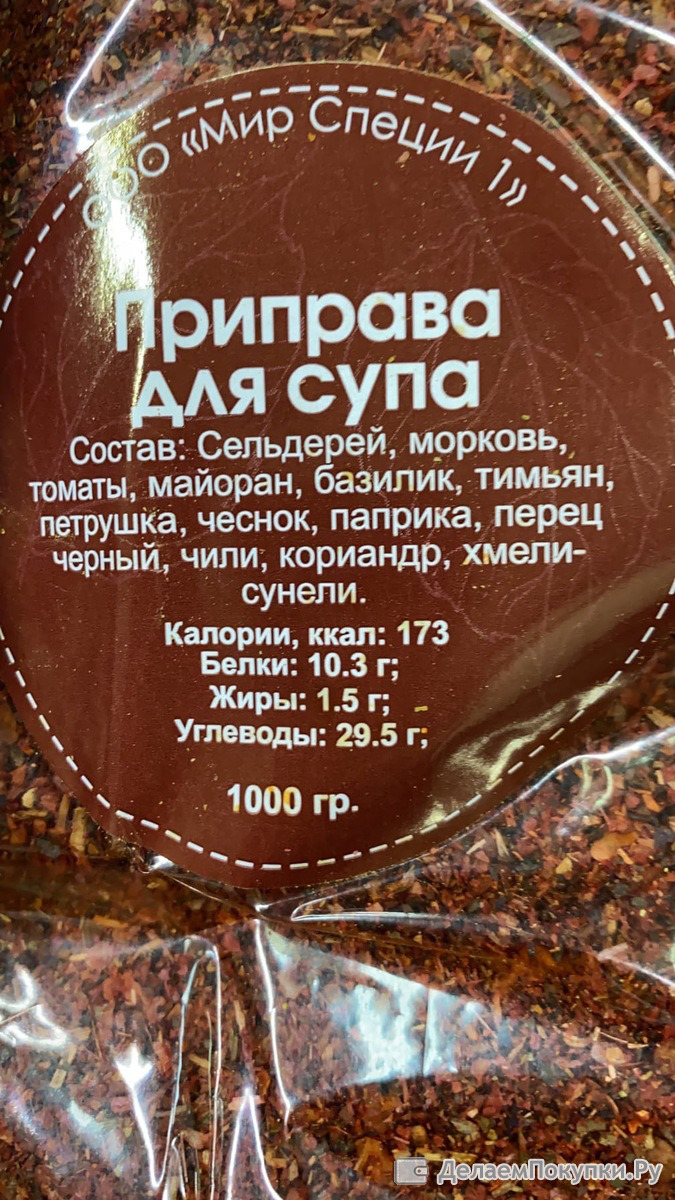 ООО «Мир Специи 1»
Приправа
для супа
Состав: Сельдерей, морковь,
томаты, майоран, базилик, тимьян,
петрушка, чеснок, паприка, перец
черный, чили, кориандр, хмели-
сунели.
Калории, ккал: 173
Белки: 10.3 г;
Жиры: 1.5 г;
Углеводы: 29.5 г;
1000 гр.
ДелаемПокупки.Ру